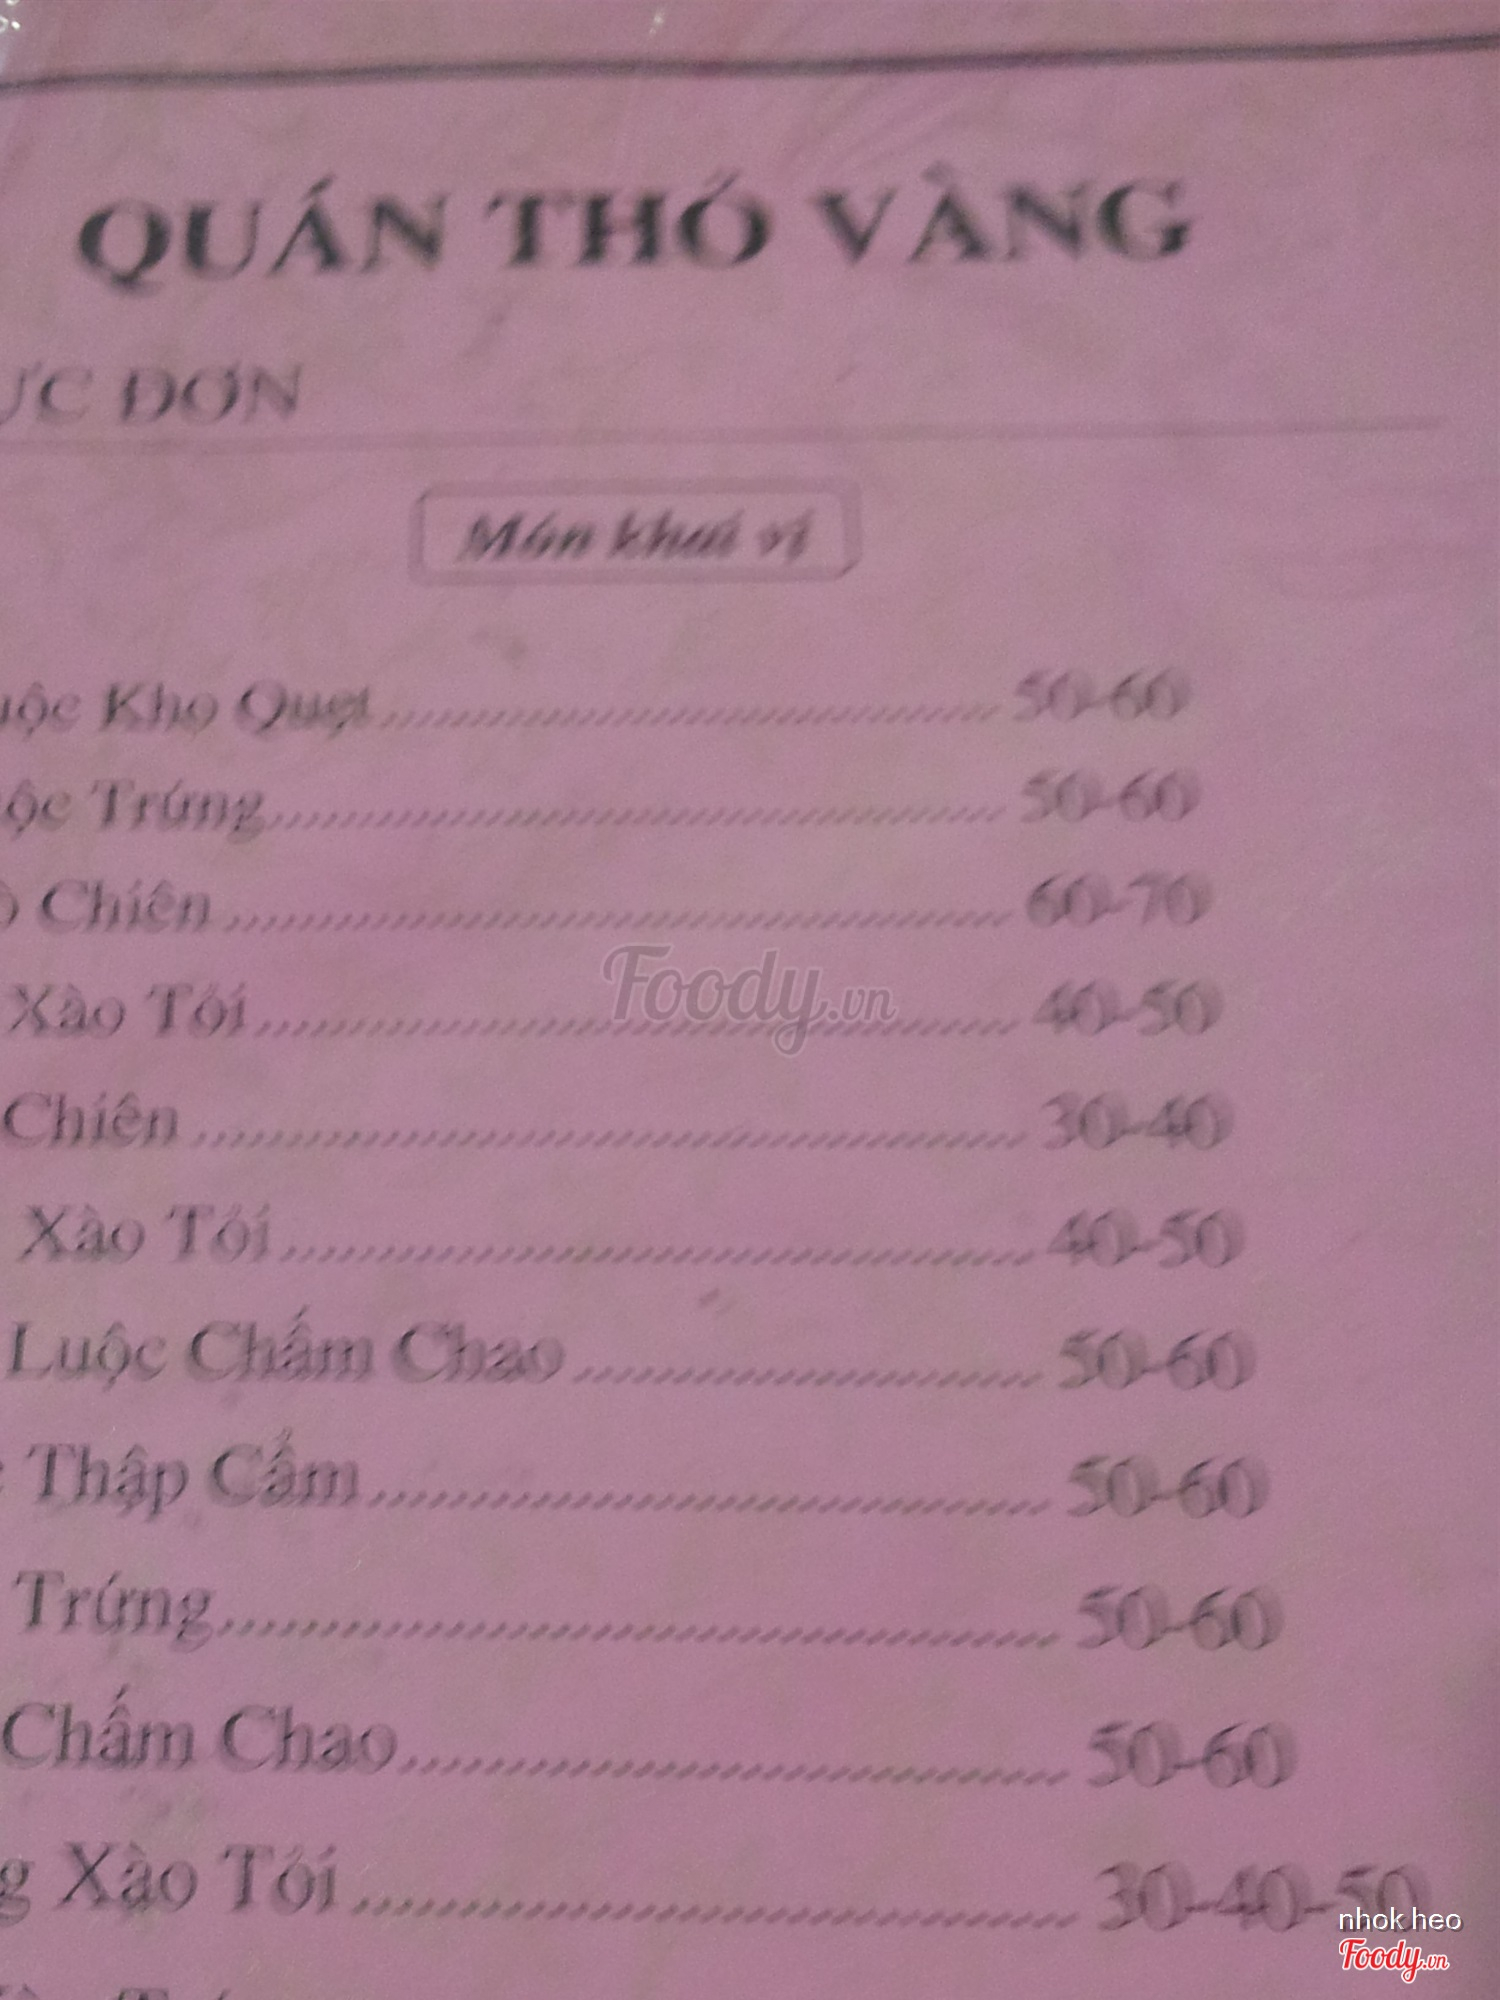 QUÁN THỎ VÀNG
ỰC ĐƠN
Món khai vị
uộc Kho Quẹt 50-60
ộc Trứng 50-60
ò Chiên 60-70
Xào Tỏi 40-50
Chiên 30-40
Xào Tỏi 40-50
Luộc Chấm Chao 50-60
Thập Cẩm 50-60
Trứng 50-60
Chấm Chao 50-60
g Xào Tỏi 30-40-50
Foody.vn
nhok heo
Foody.vn